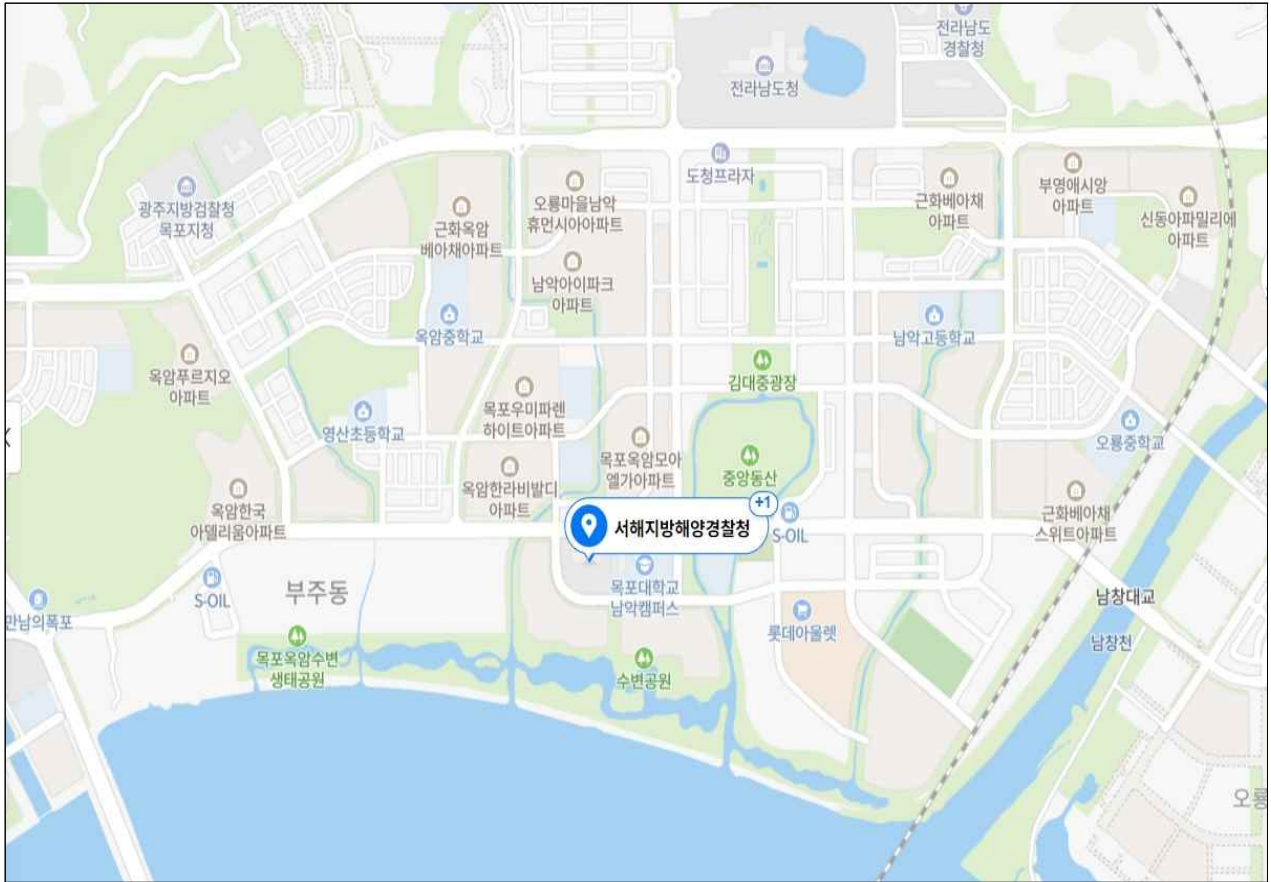 전라남도
경찰청
전라남도청
도청프라자
광주지방검찰청
목포지청
근화옥암
베아채아파트
오룡마을남악
휴먼시아아파트
근화베아채
아파트
부영애시앙
아파트
신동아파밀리에
아파트
남악아이파크
아파트
옥암중학교
남악고등학교
옥암푸르지오
아파트
김대중광장
영산초등학교
목포우미파렌
하이트아파트
오룡중학교
목포옥암모아
엘가아파트
중앙동산
옥암한라비발디
아파트
옥암한국
아델리움아파트
+1
서해지방해양경찰청
S-OIL
근화베아채
스위트아파트
S-OIL
부주동
목포대학교
남악캠퍼스
롯데아울렛
남창대교
남창천
만남의폭포
목포옥암수변
생태공원
수변공원
오룡